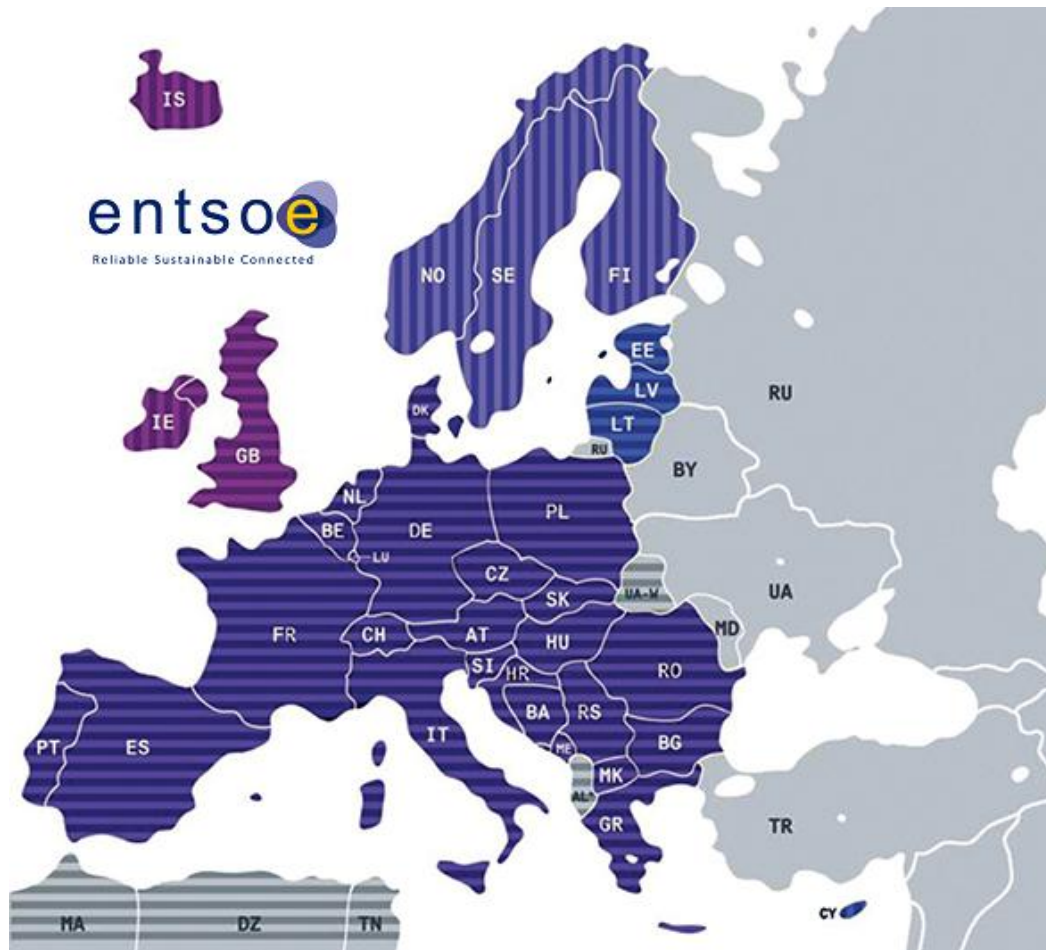 IS
entsoe
Reliable Sustainable Connected
NO
SE
FI
EE
RU
LV
IE
DK
LT
GB
RU
BY
NL
PL
BE
DE
LU
CZ
UA
UA-W
SK
FR
CH
AT
MD
HU
SI
HR
RO
BA
RS
IT
PT
ES
BG
ME
MK
AL*
GR
TR
CY
MA
DZ
TN